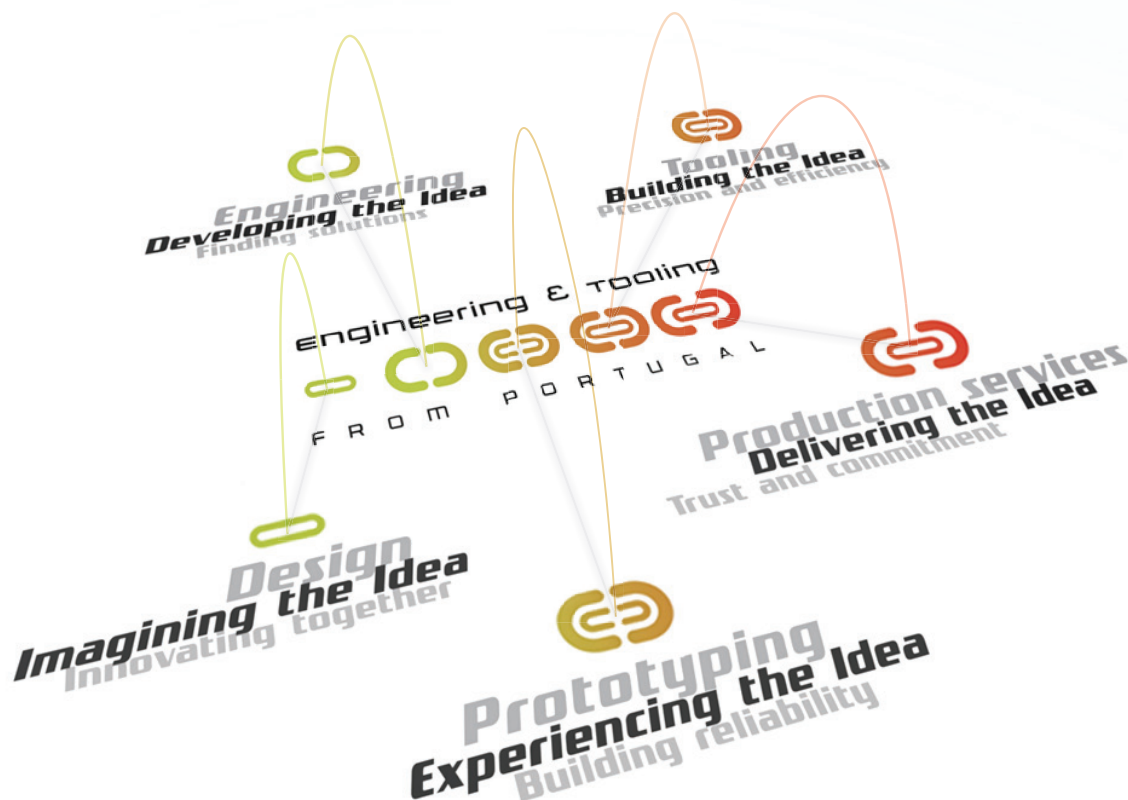 Engineering
Developing the Idea
Finding solutions
Tooling
Building the Idea
Precision and efficiency
Engineering & Tooling
FROM PORTUGAL
Production services
Delivering the Idea
Trust and commitment
Design
Imagining the Idea
Innovating together
Prototyping
Experiencing the Idea
Building reliability